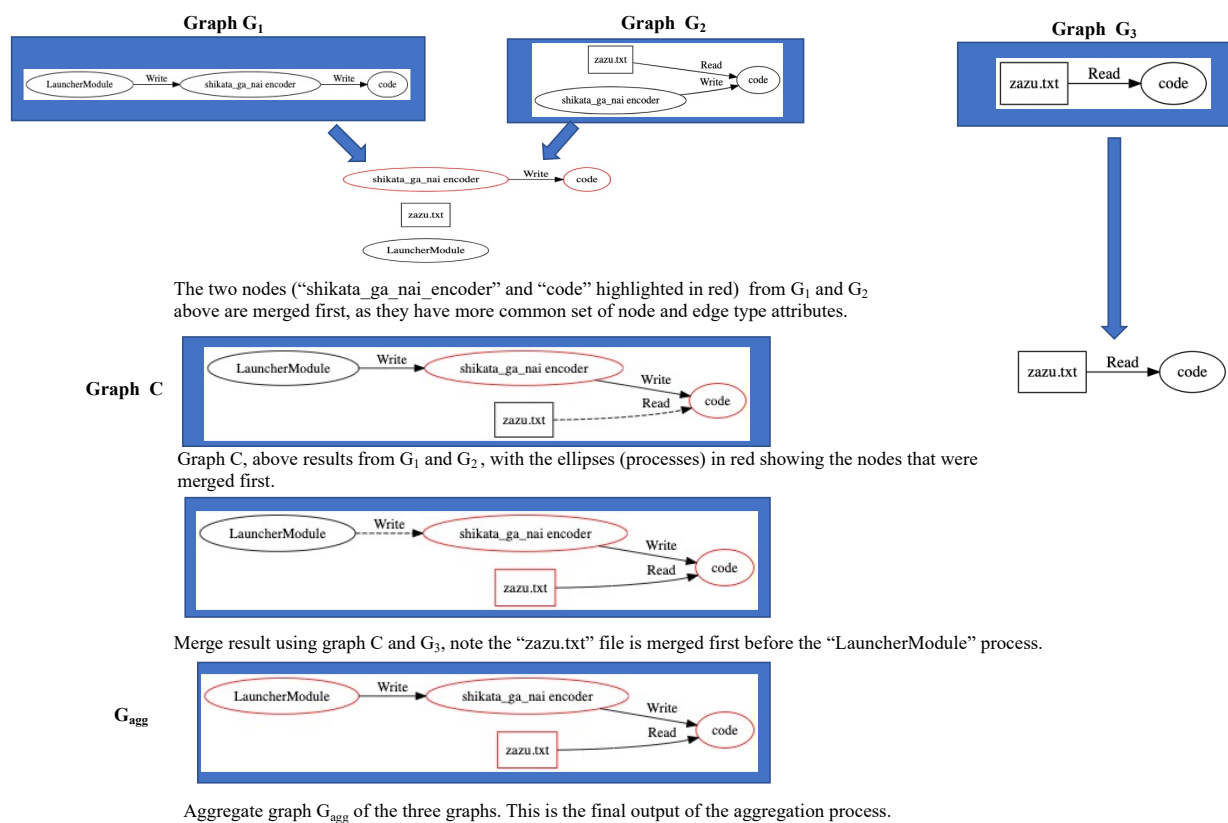 Graph G1
Graph G2
Graph G3
LauncherModule
Write
shikata_ga_nai encoder
Write
code
zazu.txt
Read
code
shikata_ga_nai encoder
Write
zazu.txt
Read
code
shikata_ga_nai encoder
Write
code
zazu.txt
LauncherModule
The two nodes (“shikata_ga_nai_encoder” and “code” highlighted in red) from G1 and G2
above are merged first, as they have more common set of node and edge type attributes.
zazu.txt
Read
code
Graph C
LauncherModule
Write
shikata_ga_nai encoder
Write
code
zazu.txt
Read
Graph C, above results from G1 and G2 , with the ellipses (processes) in red showing the nodes that were
merged first.
LauncherModule
Write
shikata_ga_nai encoder
Write
code
zazu.txt
Read
Merge result using graph C and G3, note the “zazu.txt” file is merged first before the “LauncherModule” process.
Gagg
LauncherModule
Write
shikata_ga_nai encoder
Write
code
zazu.txt
Read
Aggregate graph Gagg of the three graphs. This is the final output of the aggregation process.